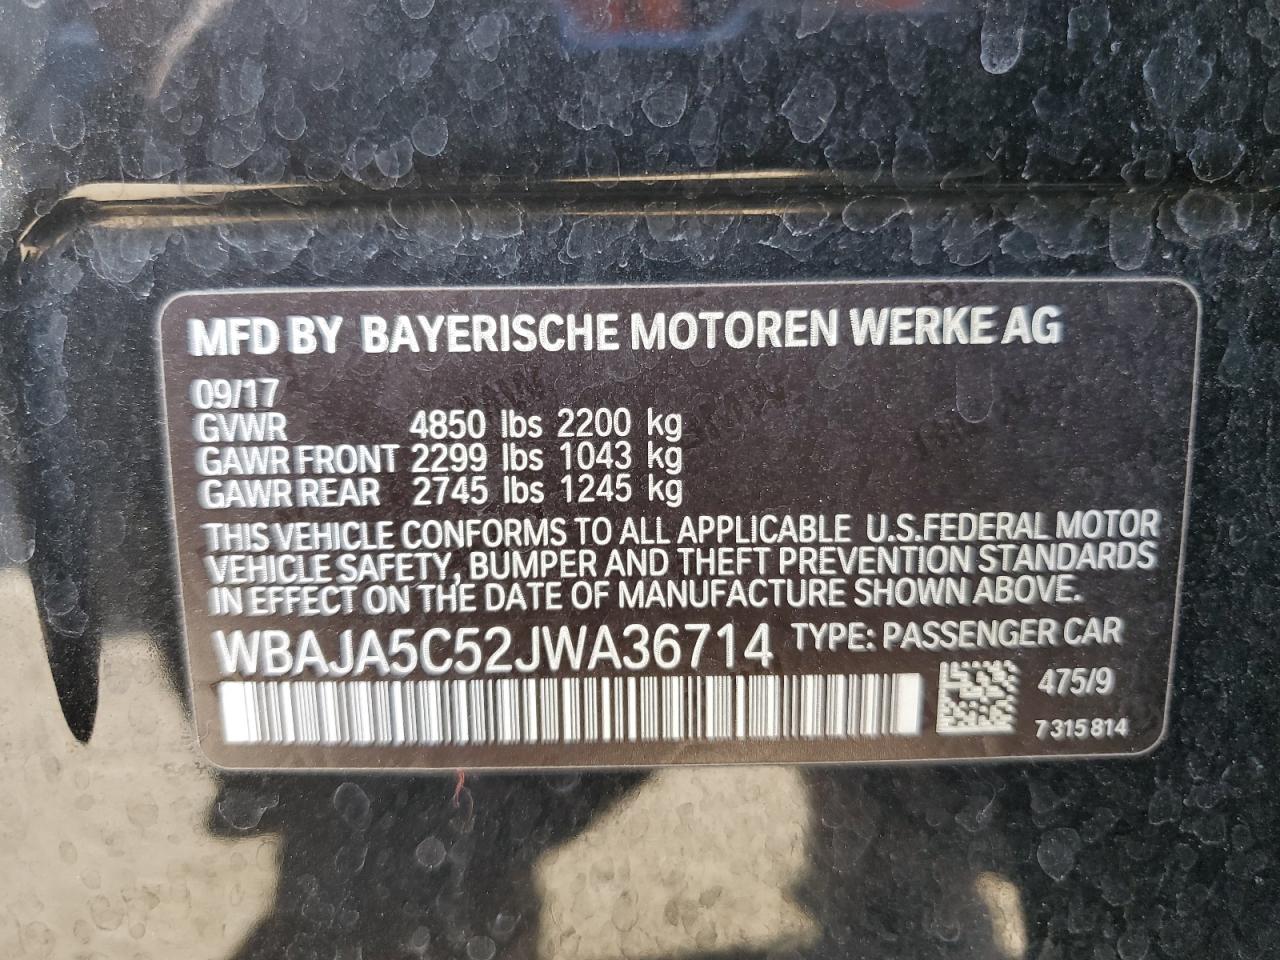 MFD BY BAYERISCHE MOTOREN WERKE AG
09/17
GVWR 4850 lbs 2200 kg
GAWR FRONT 2299 lbs 1043 kg
GAWR REAR 2745 lbs 1245 kg
THIS VEHICLE CONFORMS TO ALL APPLICABLE U.S.FEDERAL MOTOR
VEHICLE SAFETY, BUMPER AND THEFT PREVENTION STANDARDS
IN EFFECT ON THE DATE OF MANUFACTURE SHOWN ABOVE.
WBAJA5C52JWA36714 TYPE: PASSENGER CAR
475/9
7 315 814